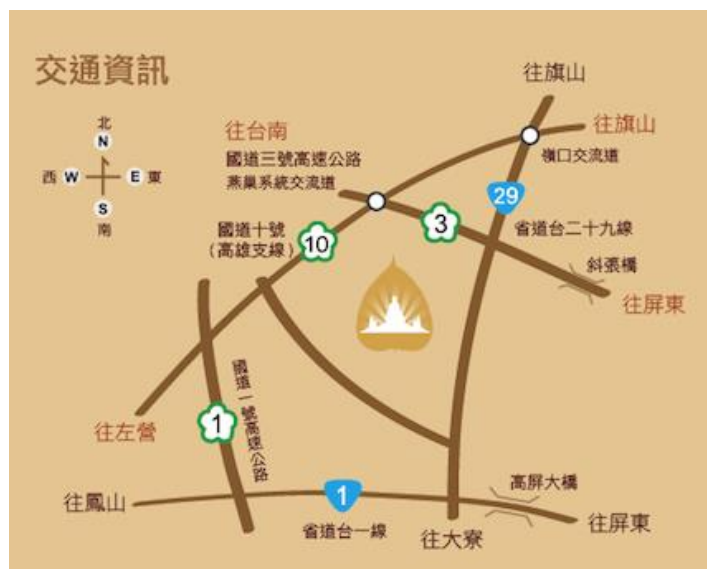 交通資訊
北
N
西 W E 東
S
南
往旗山
往台南
往旗山
國道三號高速公路
嶺口交流道
燕巢系統交流道
29
國道十號
(高雄支線)
10
3
省道台二十九線
斜張橋
往屏東
國道一號高速公路
1
往左營
高屏大橋
往鳳山
1
省道台一線
往大寮
往屏東